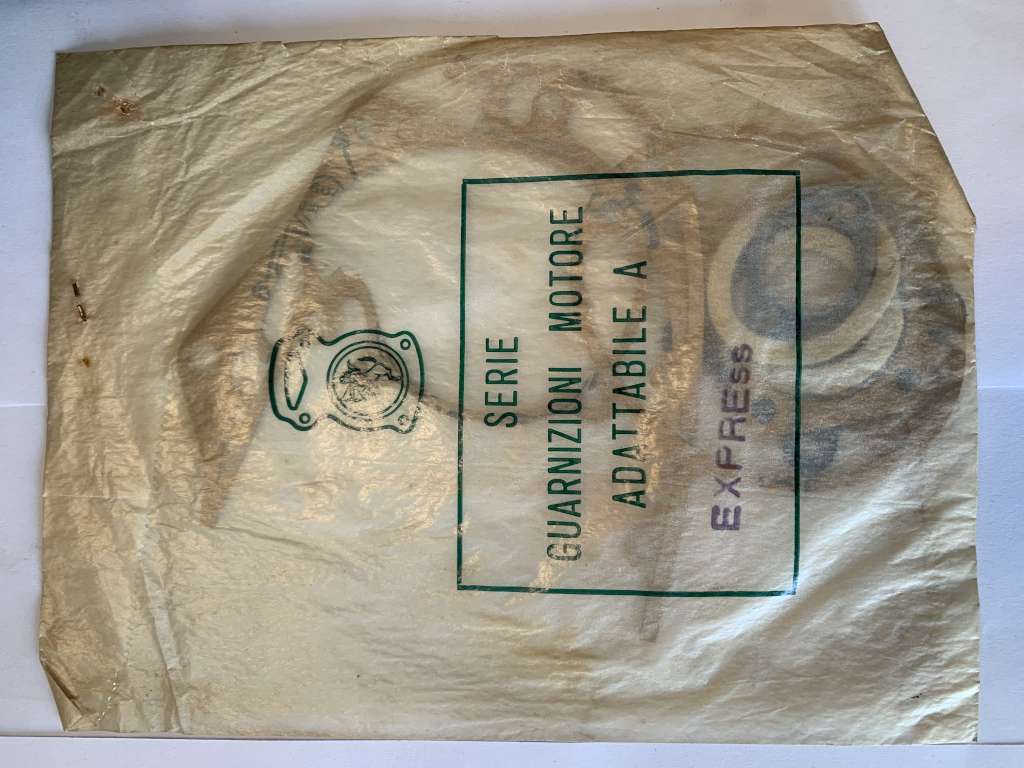 SERIE
GUARNIZIONI MOTORE
ADATTABILE A
EXPREss